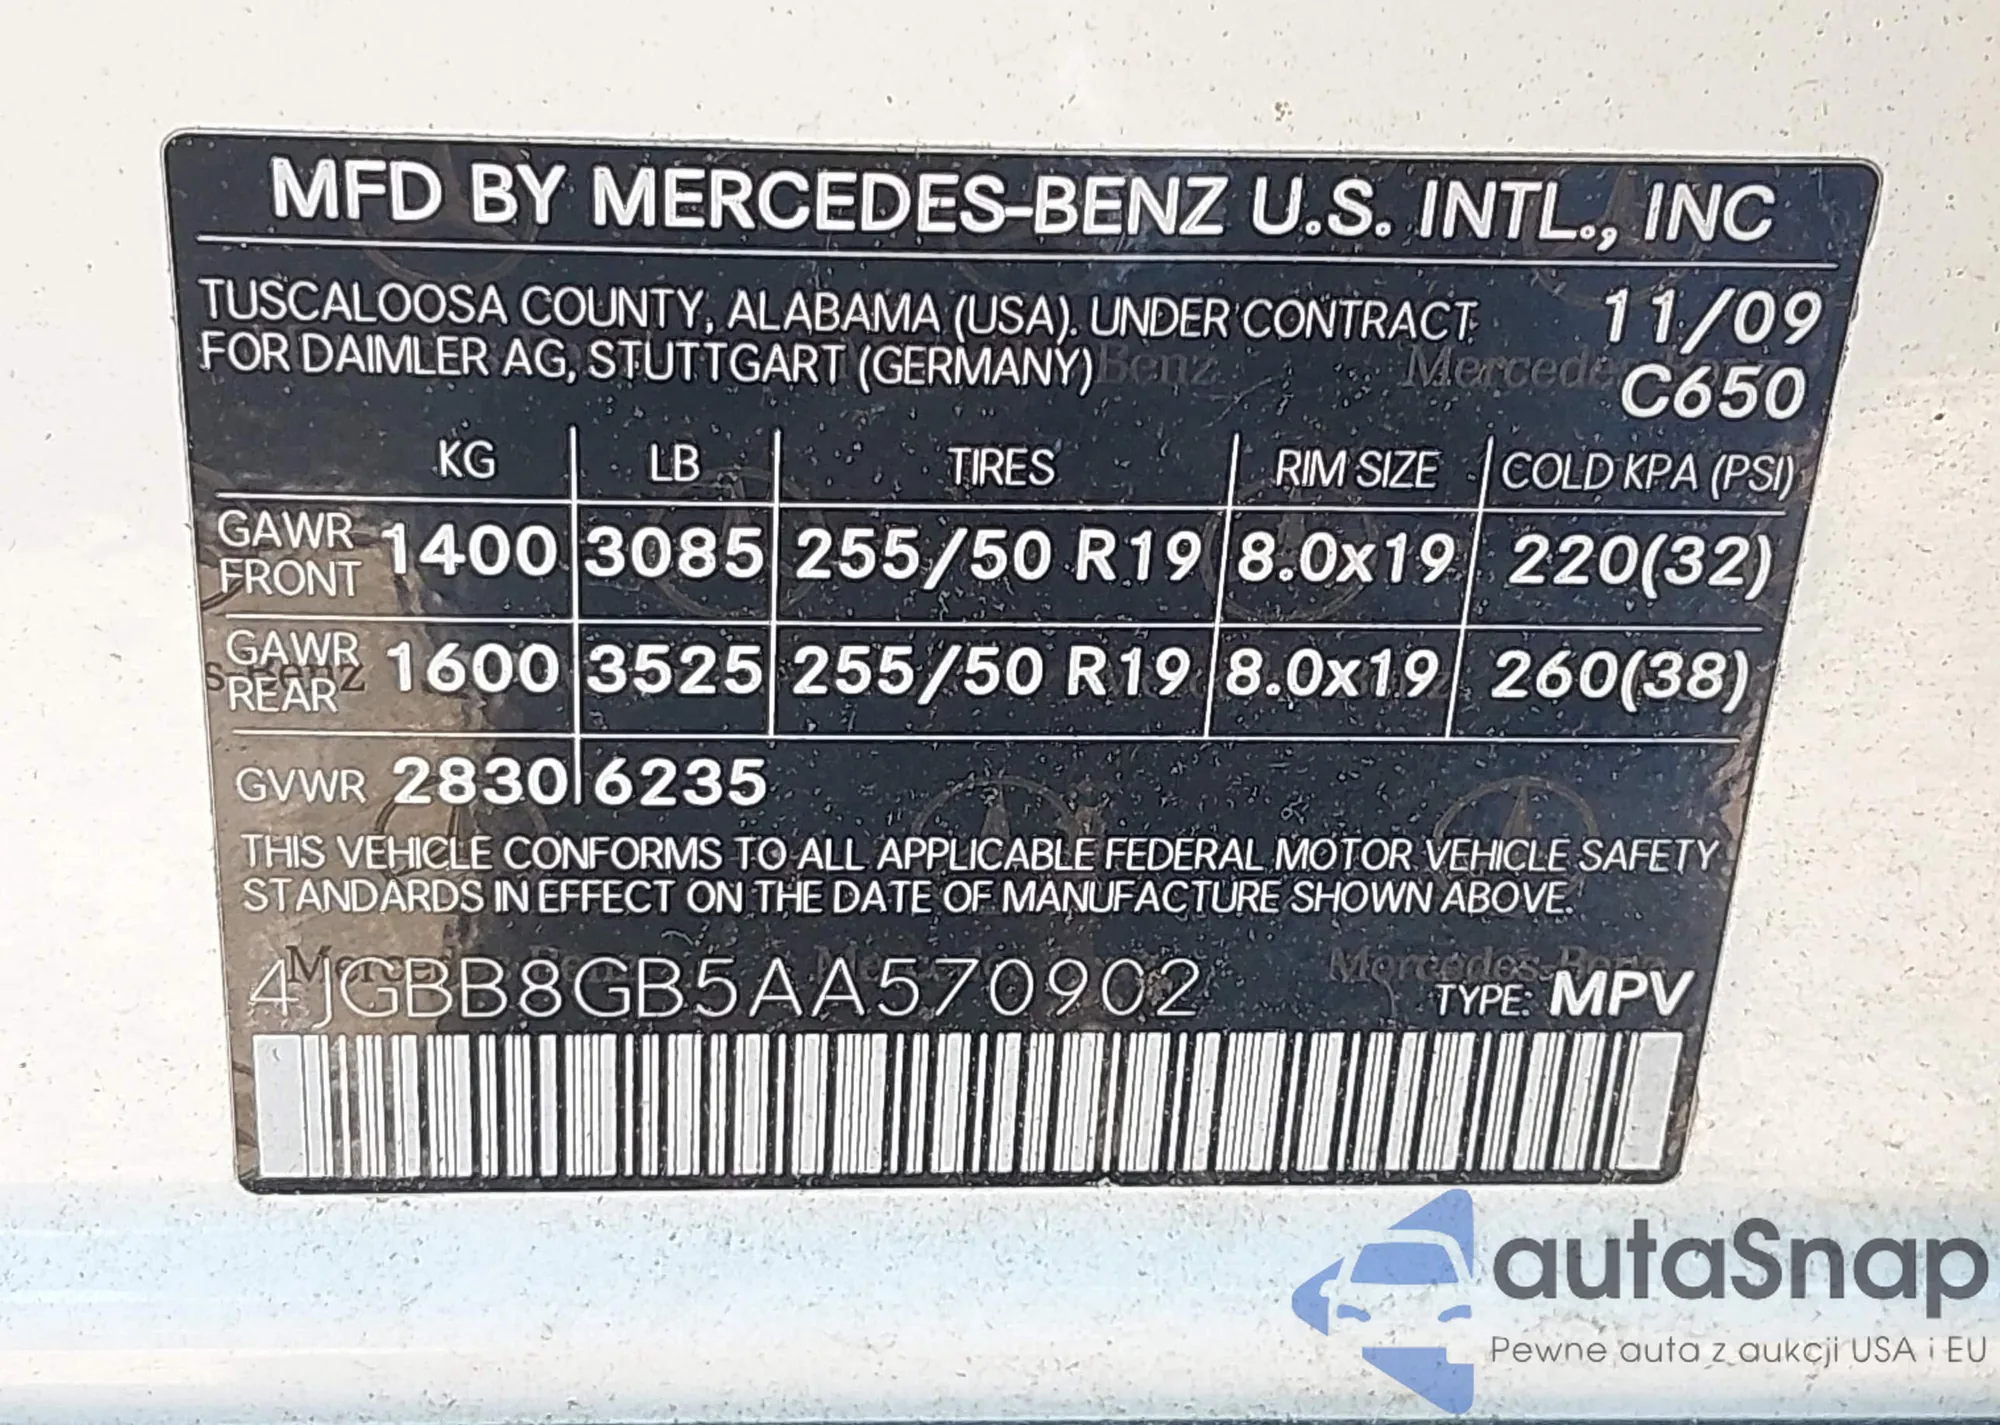 MFD BY MERCEDES-BENZ U.S. INTL., INC
TUSCALOOSA COUNTY, ALABAMA (USA). UNDER CONTRACT 11/09
FOR DAIMLER AG, STUTTGART (GERMANY) C650
KG LB TIRES RIM SIZE COLD KPA (PSI)
GAWR FRONT 1400 3085 255/50 R19 8.0x19 220(32)
GAWR REAR 1600 3525 255/50 R19 8.0x19 260(38)
GVWR 2830 6235
THIS VEHICLE CONFORMS TO ALL APPLICABLE FEDERAL MOTOR VEHICLE SAFETY
STANDARDS IN EFFECT ON THE DATE OF MANUFACTURE SHOWN ABOVE.
4JGBB8GB5AA570902 TYPE: MPV
autaSnap
Pewne auta z aukcji USA i EU